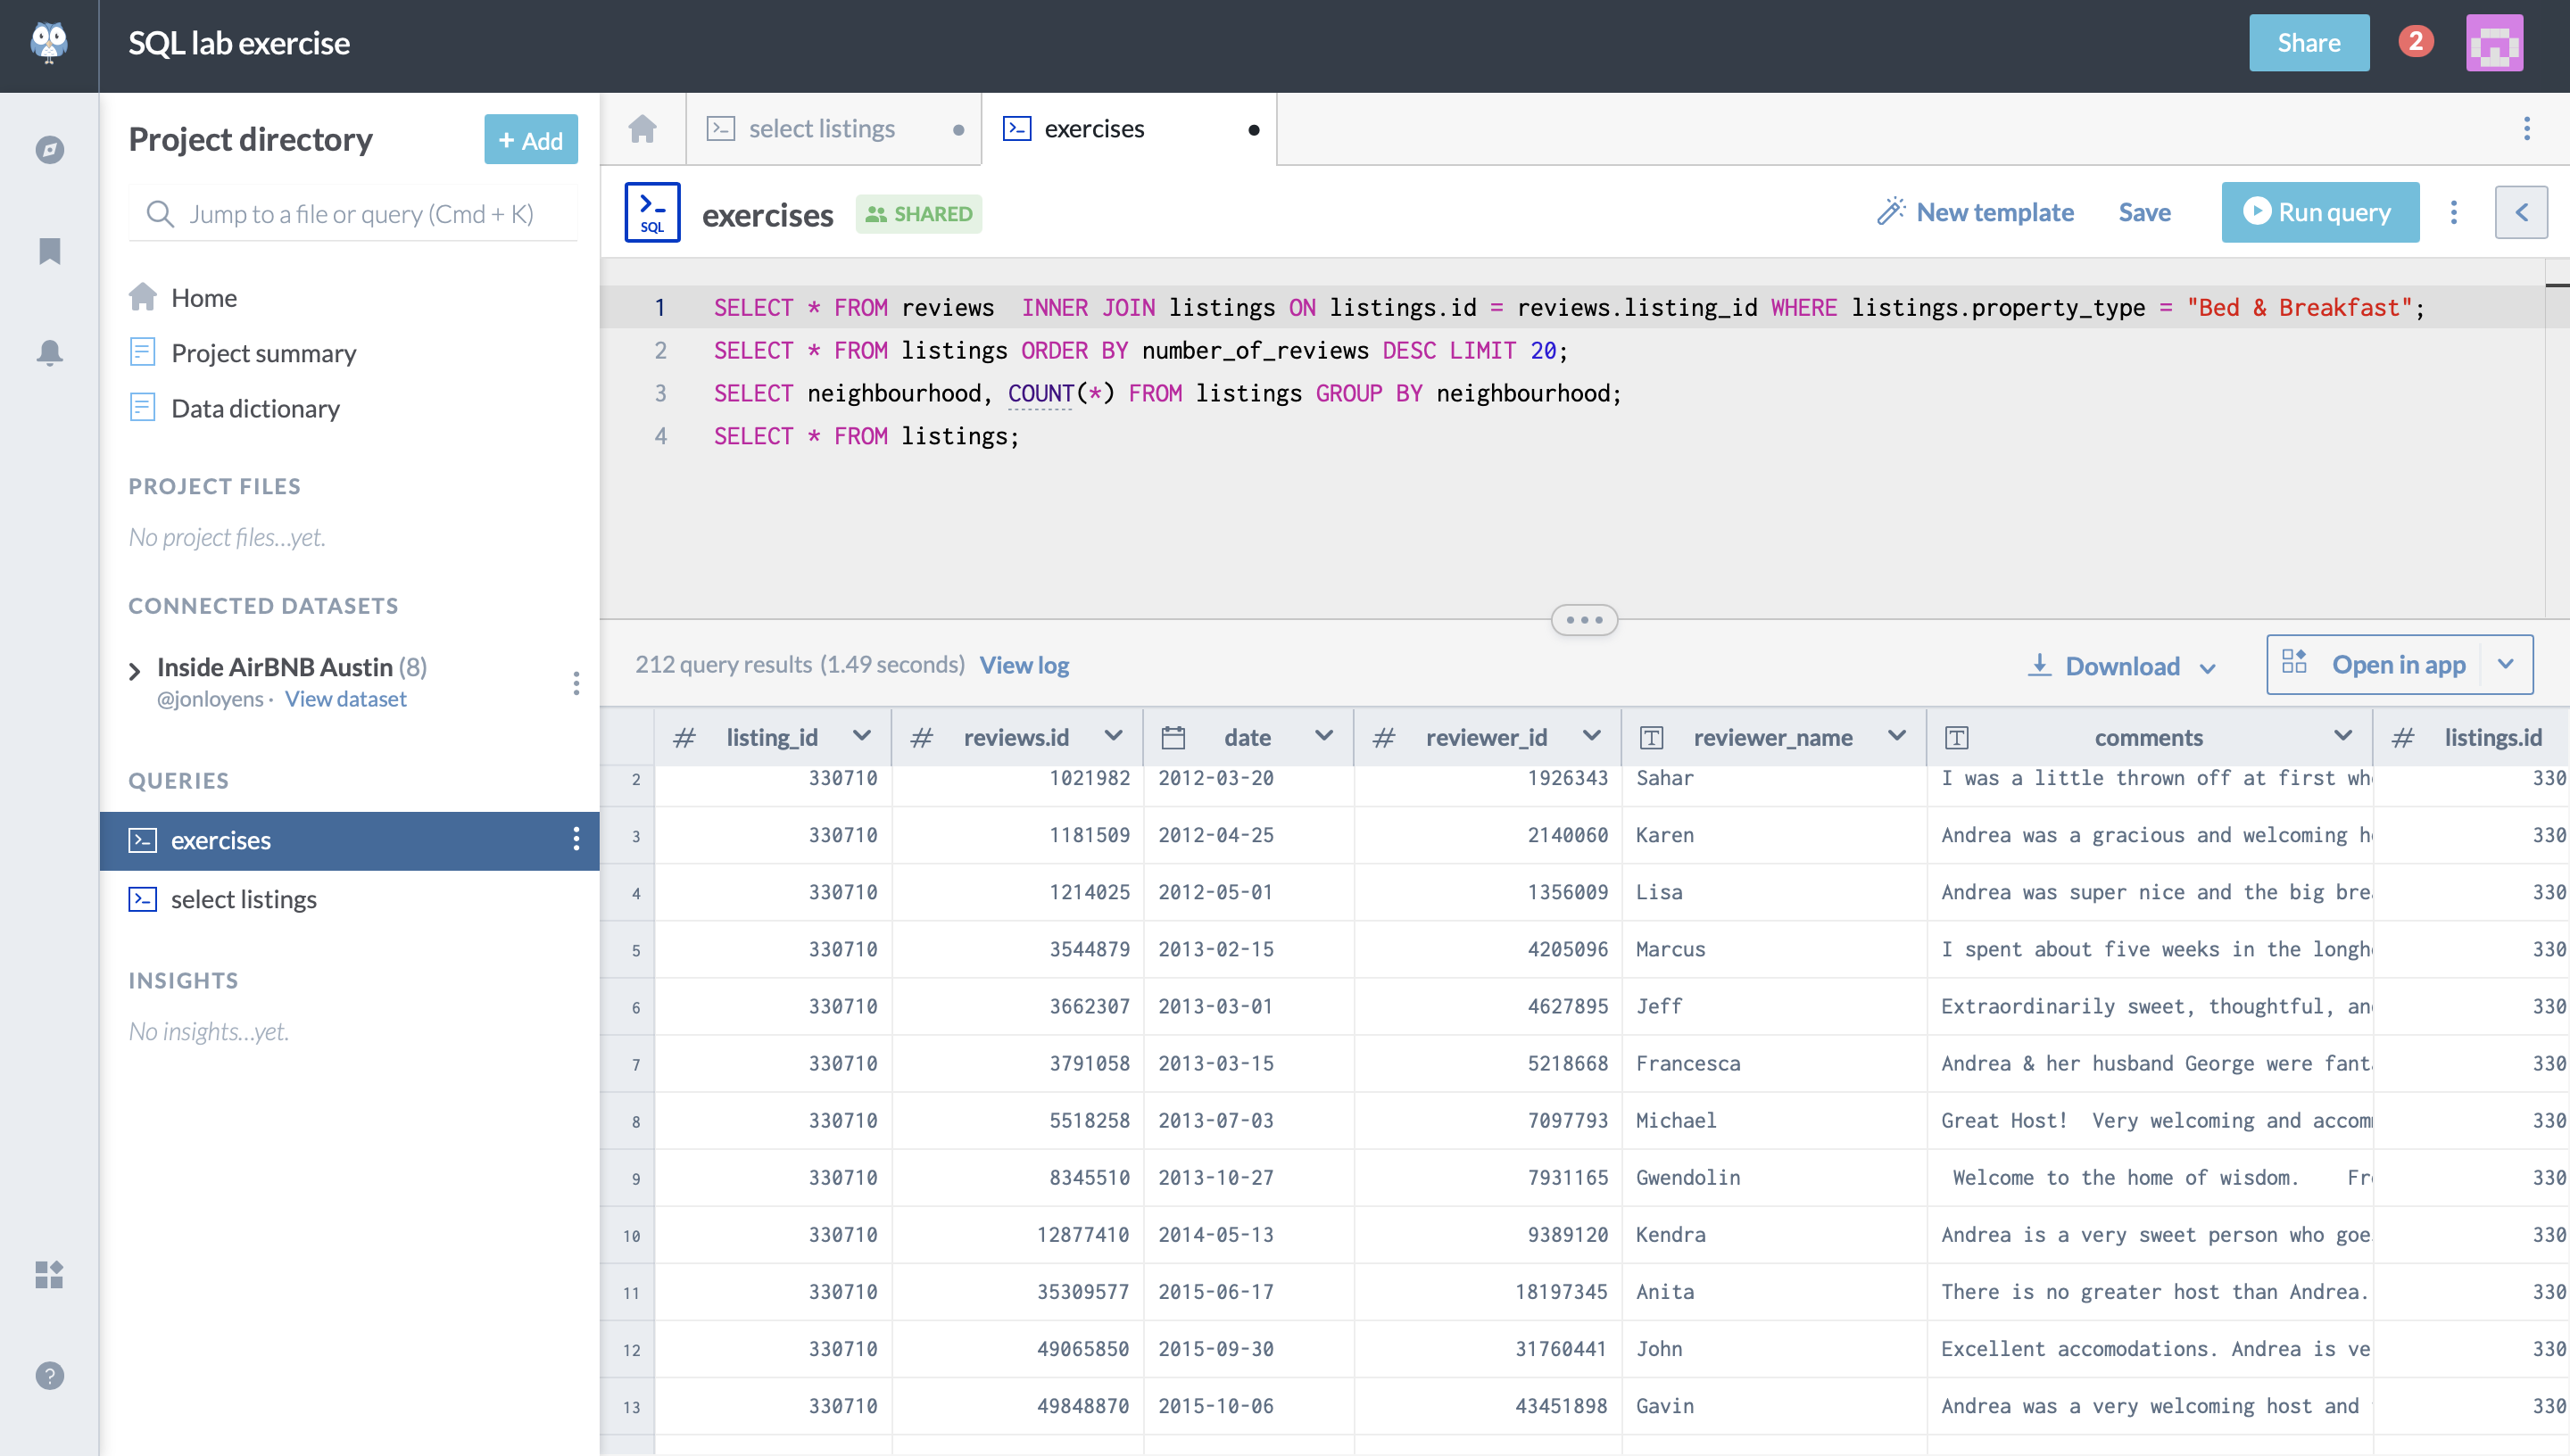 SQL lab exercise
Share
2
Project directory
+ Add
Jump to a file or query (Cmd + K)
Home
Project summary
Data dictionary
PROJECT FILES
No project files...yet.
CONNECTED DATASETS
Inside AirBNB Austin (8)
@jonloyens · View dataset
QUERIES
exercises
select listings
INSIGHTS
No insights...yet.
?
select listings
exercises
SQL
exercises
SHARED
New template
Save
Run query
1 SELECT * FROM reviews  INNER JOIN listings ON listings.id = reviews.listing_id WHERE listings.property_type = "Bed & Breakfast";
2 SELECT * FROM listings ORDER BY number_of_reviews DESC LIMIT 20;
3 SELECT neighbourhood, COUNT(*) FROM listings GROUP BY neighbourhood;
4 SELECT * FROM listings;
212 query results (1.49 seconds) View log
Download
Open in app
# listing_id # reviews.id date # reviewer_id T reviewer_name T comments # listings.id
2 330710 1021982 2012-03-20 1926343 Sahar I was a little thrown off at first wh 330
3 330710 1181509 2012-04-25 2140060 Karen Andrea was a gracious and welcoming h 330
4 330710 1214025 2012-05-01 1356009 Lisa Andrea was super nice and the big bre 330
5 330710 3544879 2013-02-15 4205096 Marcus I spent about five weeks in the longh 330
6 330710 3662307 2013-03-01 4627895 Jeff Extraordinarily sweet, thoughtful, an 330
7 330710 3791058 2013-03-15 5218668 Francesca Andrea & her husband George were fant 330
8 330710 5518258 2013-07-03 7097793 Michael Great Host!  Very welcoming and accom 330
9 330710 8345510 2013-10-27 7931165 Gwendolin Welcome to the home of wisdom.    Fr 330
10 330710 12877410 2014-05-13 9389120 Kendra Andrea is a very sweet person who goe 330
11 330710 35309577 2015-06-17 18197345 Anita There is no greater host than Andrea. 330
12 330710 49065850 2015-09-30 31760441 John Excellent accomodations. Andrea is ve 330
13 330710 49848870 2015-10-06 43451898 Gavin Andrea was a very welcoming host and 330